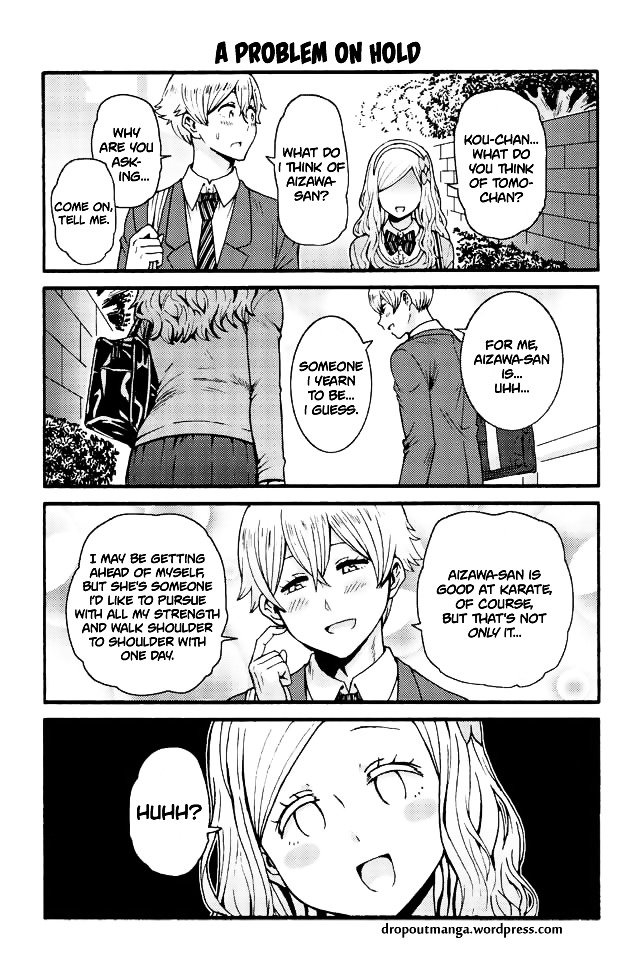 A PROBLEM ON HOLD
KOU-CHAN...
WHAT DO
YOU THINK
OF TOMO-
CHAN?
WHAT DO
I THINK OF
AIZAWA-
SAN?
WHY
ARE YOU
ASK-
ING...
COME ON,
TELL ME.
FOR ME,
AIZAWA-SAN
IS...
UHH...
SOMEONE
I YEARN
TO BE...
I GUESS.
AIZAWA-SAN IS
GOOD AT KARATE,
OF COURSE,
BUT THAT'S NOT
ONLY IT...
I MAY BE GETTING
AHEAD OF MYSELF,
BUT SHE'S SOMEONE
I'D LIKE TO PURSUE
WITH ALL MY STRENGTH
AND WALK SHOULDER
TO SHOULDER WITH
ONE DAY.
HUHH?
dropoutmanga.wordpress.com